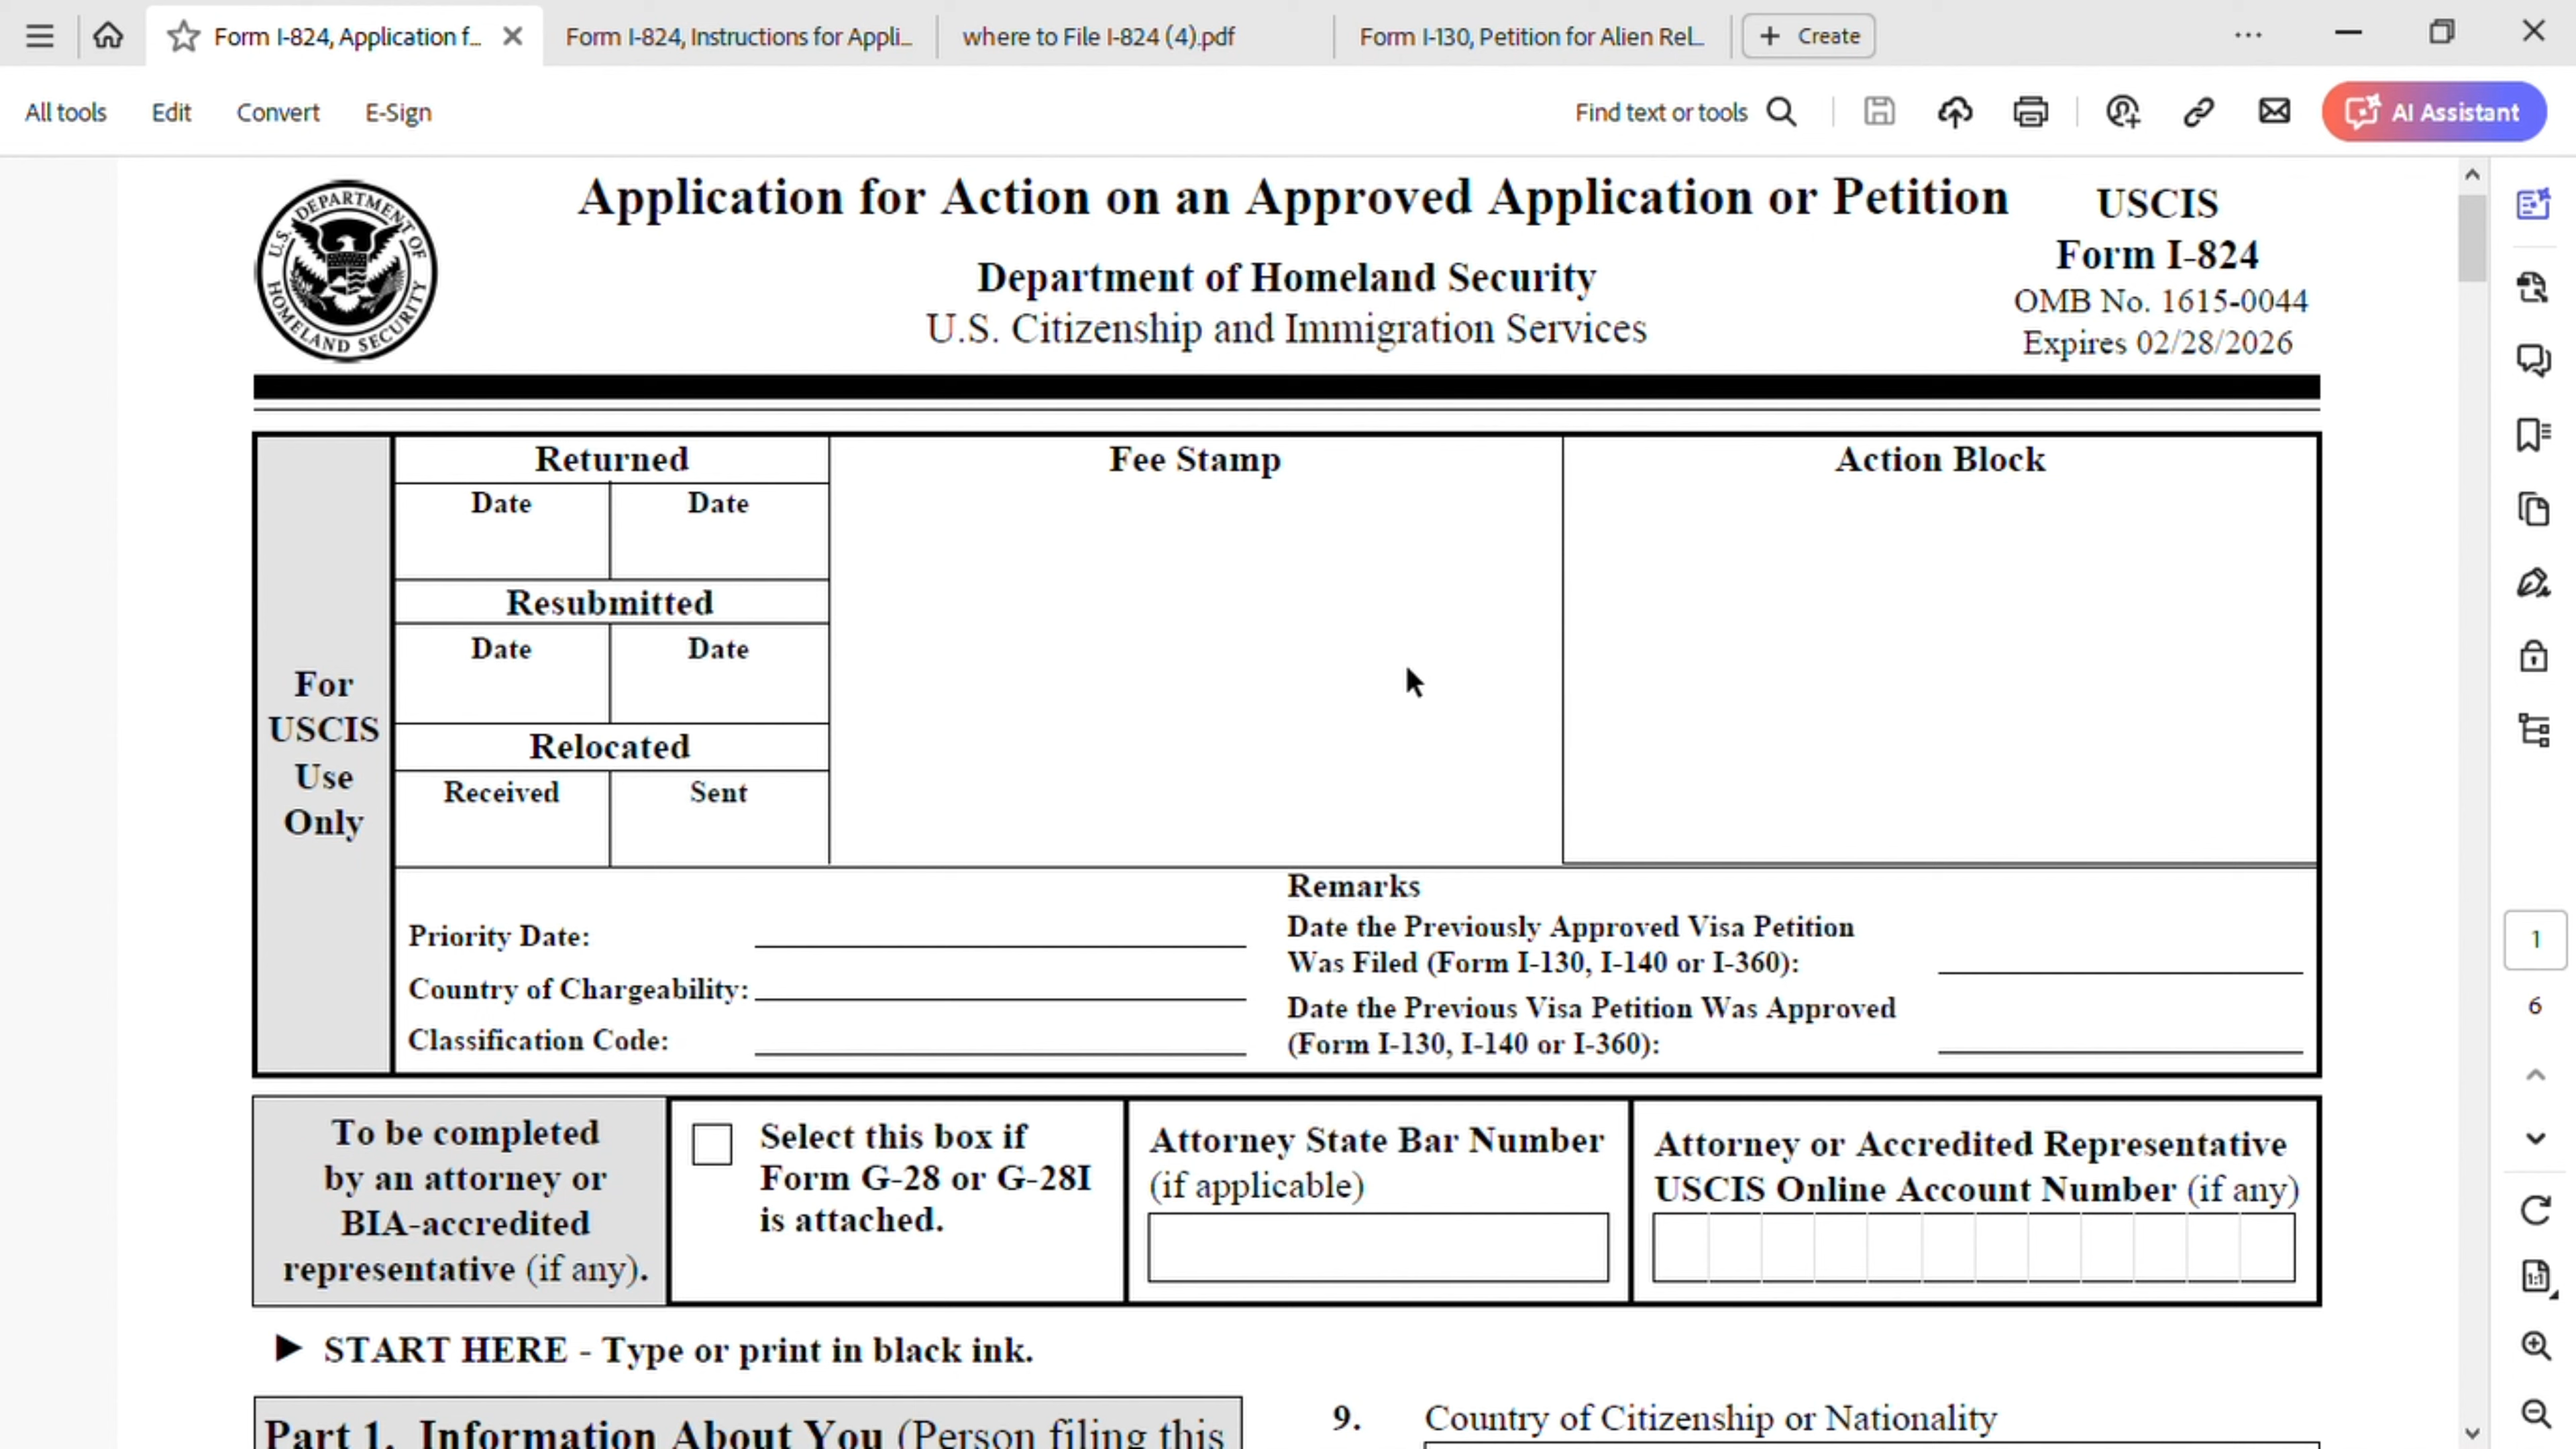 Form I-824, Application f...
Form I-824, Instructions for Appli...
where to File I-824 (4).pdf
Form I-130, Petition for Alien Rel...
+ Create
All tools
Edit
Convert
E-Sign
Find text or tools
AI Assistant
U.S. DEPARTMENT OF HOMELAND SECURITY
Application for Action on an Approved Application or Petition
Department of Homeland Security
U.S. Citizenship and Immigration Services
USCIS
Form I-824
OMB No. 1615-0044
Expires 02/28/2026
For
USCIS
Use
Only
Returned
Date
Date
Resubmitted
Date
Date
Relocated
Received
Sent
Fee Stamp
Action Block
Priority Date:
Country of Chargeability:
Classification Code:
Remarks
Date the Previously Approved Visa Petition
Was Filed (Form I-130, I-140 or I-360):
Date the Previous Visa Petition Was Approved
(Form I-130, I-140 or I-360):
To be completed
by an attorney or
BIA-accredited
representative (if any).
Select this box if
Form G-28 or G-28I
is attached.
Attorney State Bar Number
(if applicable)
Attorney or Accredited Representative
USCIS Online Account Number (if any)
► START HERE - Type or print in black ink.
Part 1. Information About You (Person filing this
9. Country of Citizenship or Nationality
1
6
1:1